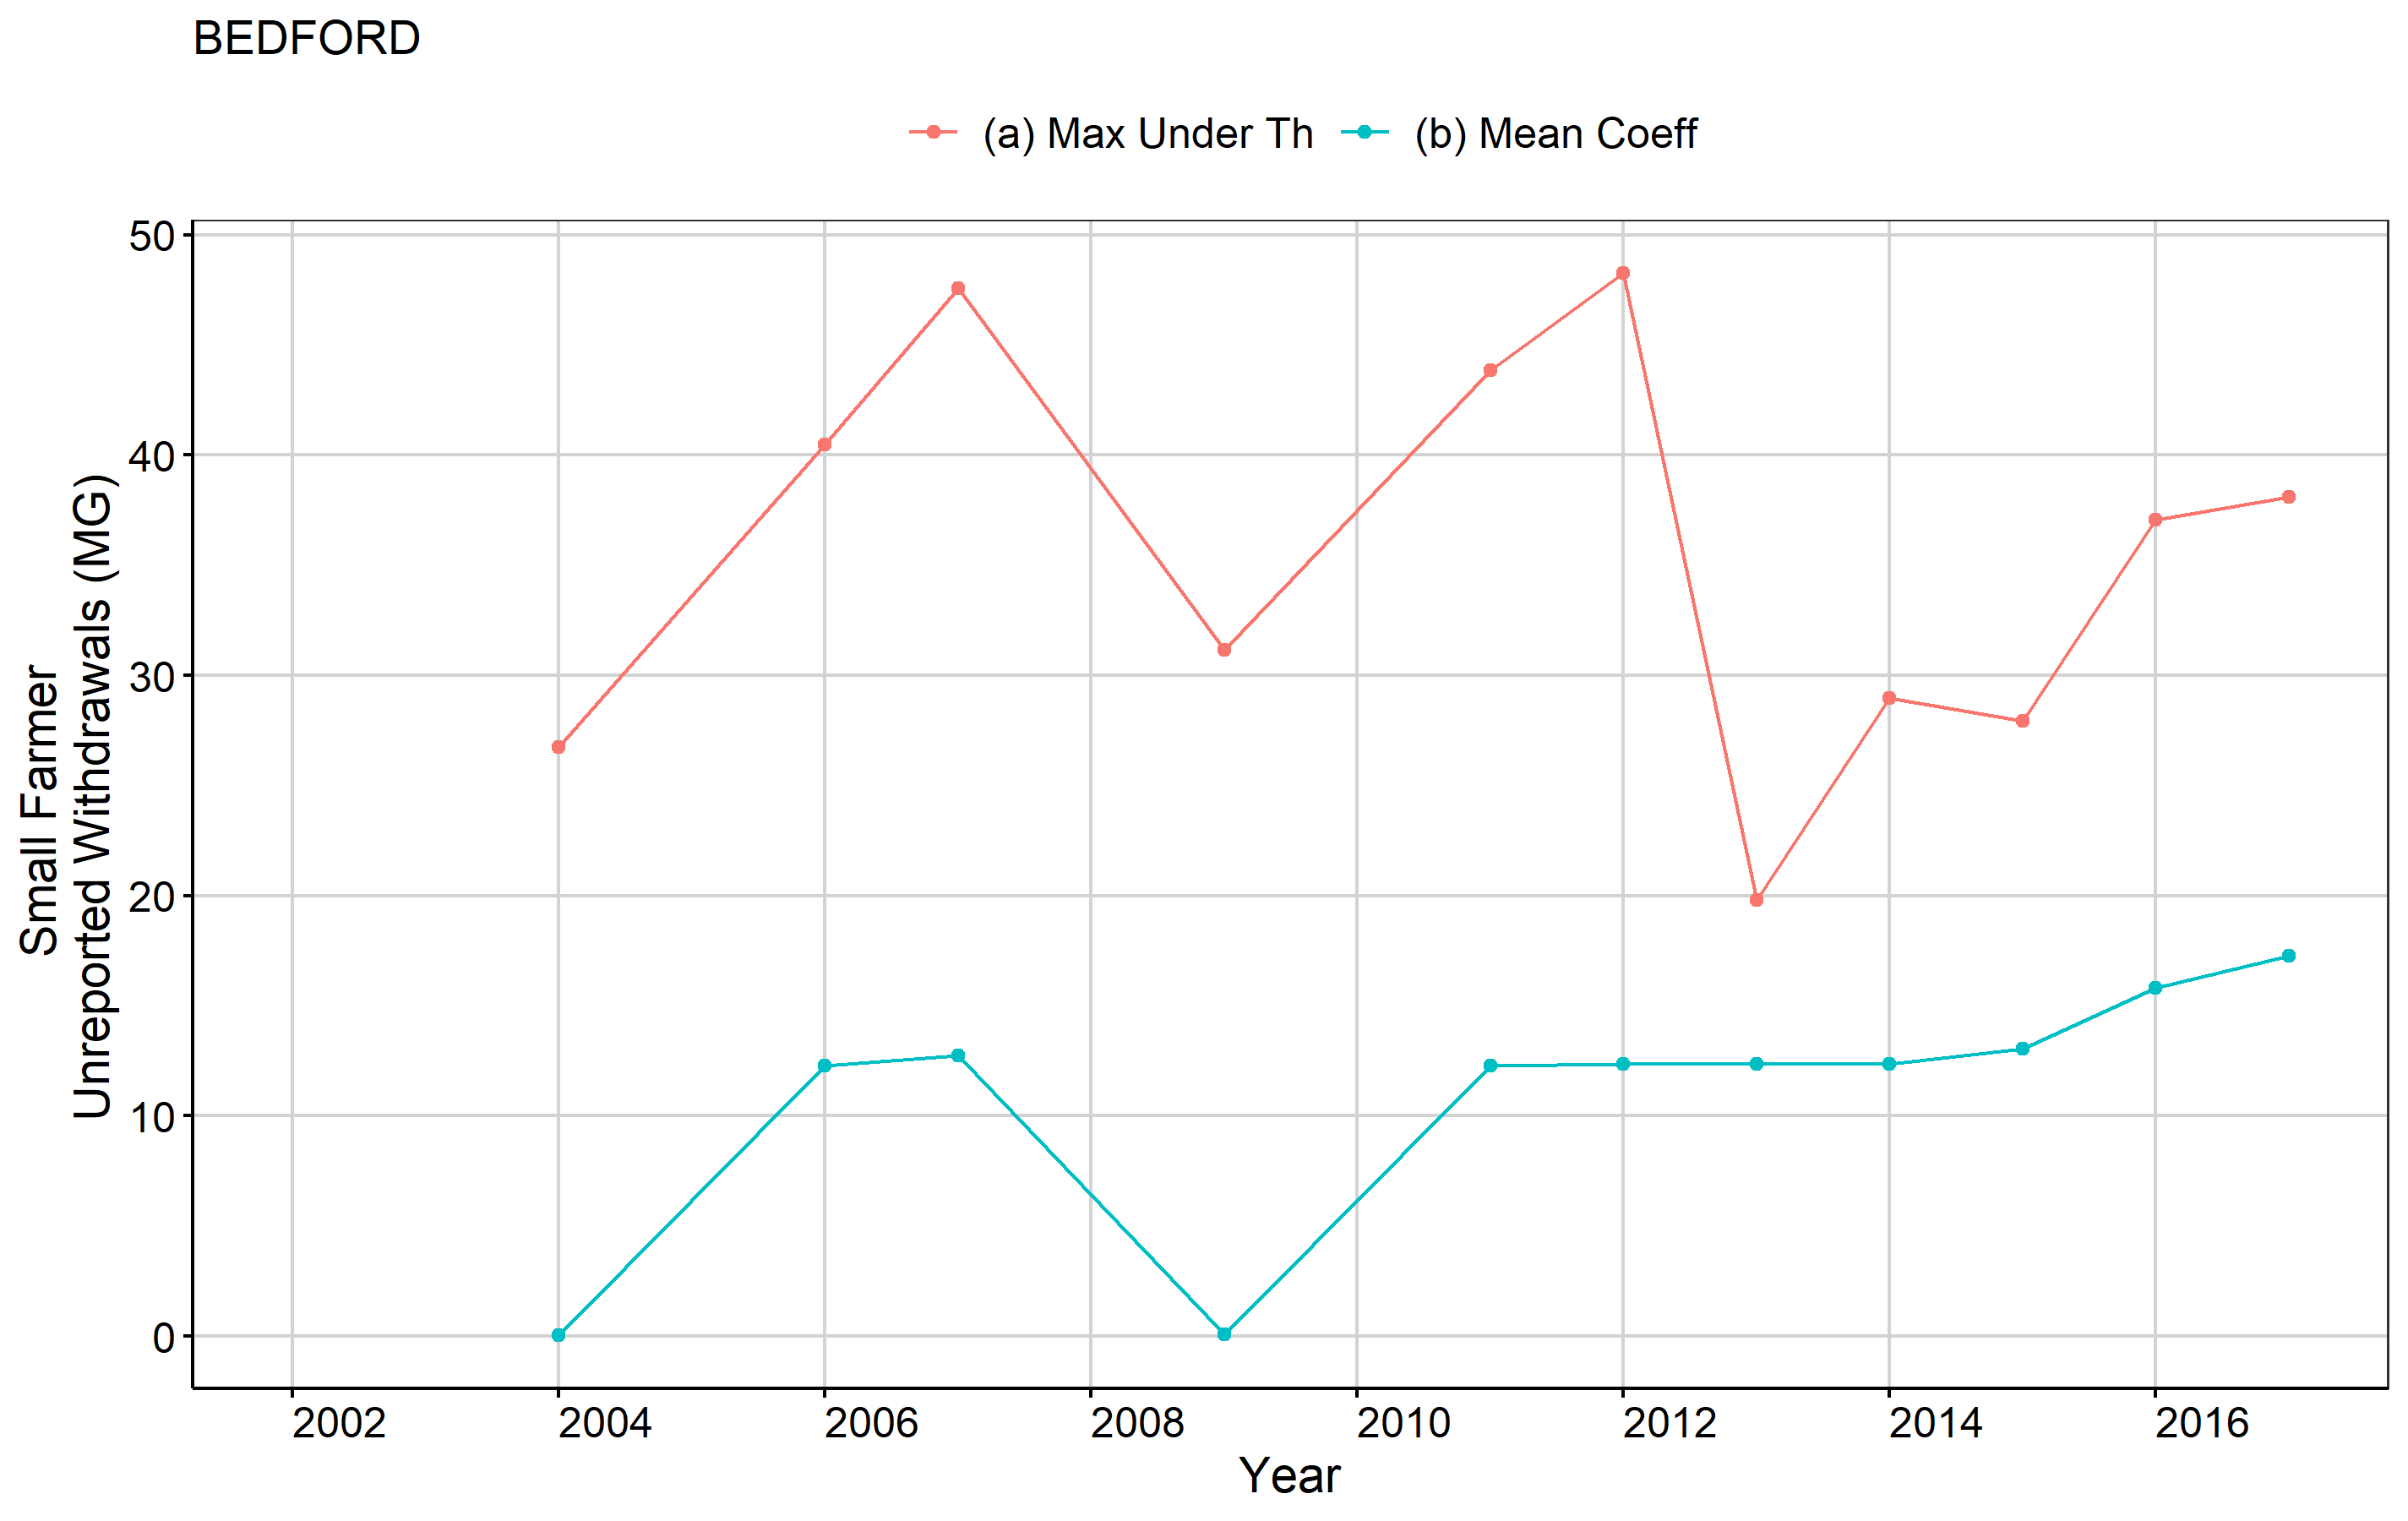 BEDFORD
(a) Max Under Th
(b) Mean Coeff
Small Farmer
Unreported Withdrawals (MG)
50
40
30
20
10
0
2002
2004
2006
2008
2010
2012
2014
2016
Year